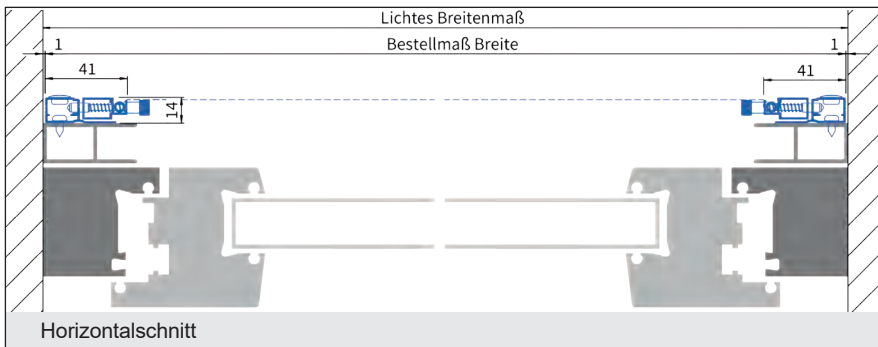 Lichtes Breitenmaß
1 Bestellmaß Breite 1
41 41
14
Horizontalschnitt